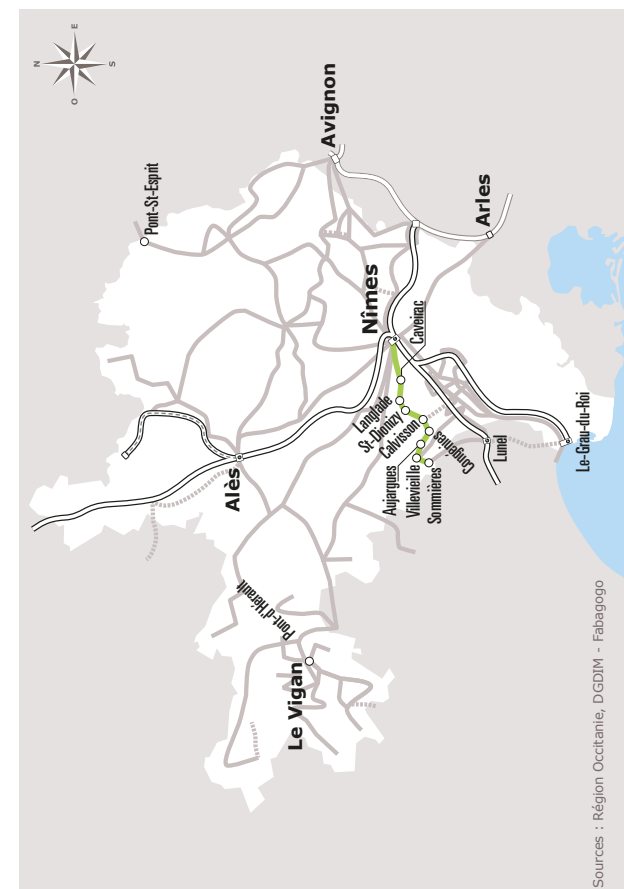 N
E
S
O
Pont-St-Esprit
Avignon
Arles
Nîmes
Caveirac
Langlade
St-Dionizy
Calvisson
Congénies
Aujargues
Villevieille
Sommières
Lunel
Le-Grau-du-Roi
Alès
Pont-d'Hérault
Le Vigan
Sources : Région Occitanie, DGDIM - Fabagogo